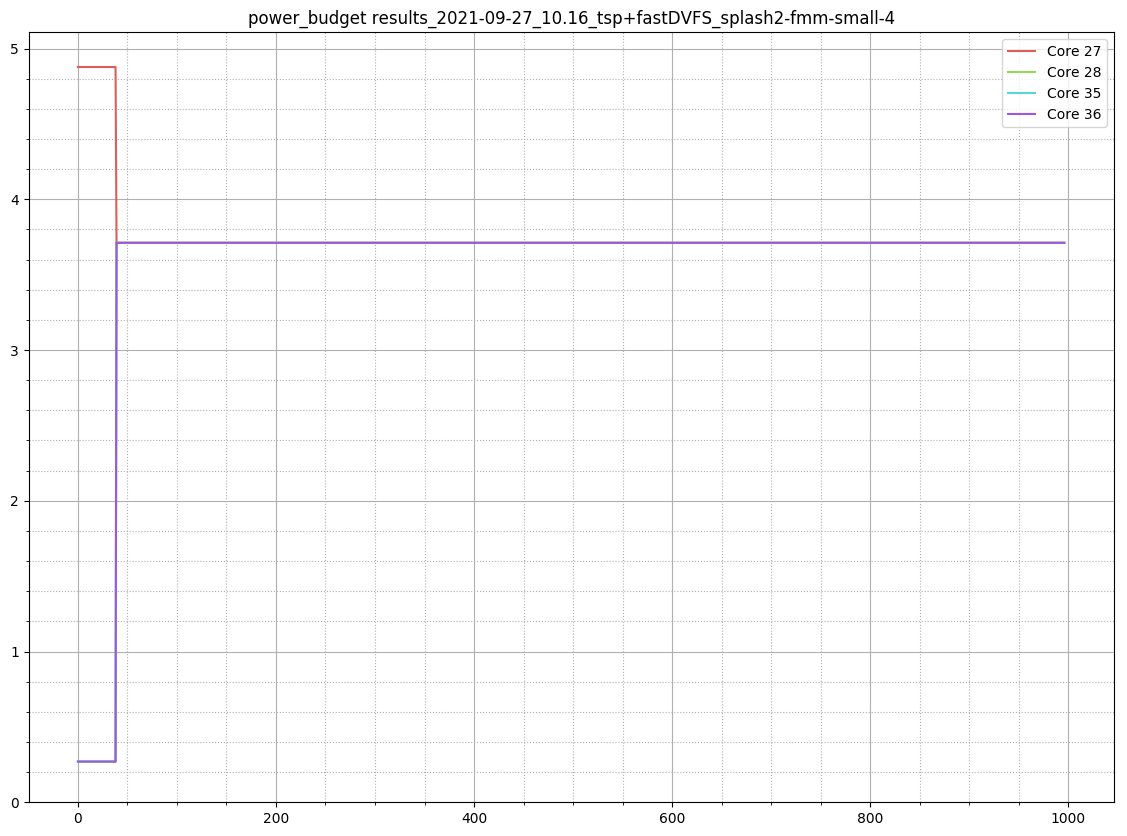 power_budget results_2021-09-27_10.16_tsp+fastDVFS_splash2-fmm-small-4
Core 27
Core 28
Core 35
Core 36
5
4
3
2
1
0
0 200 400 600 800 1000